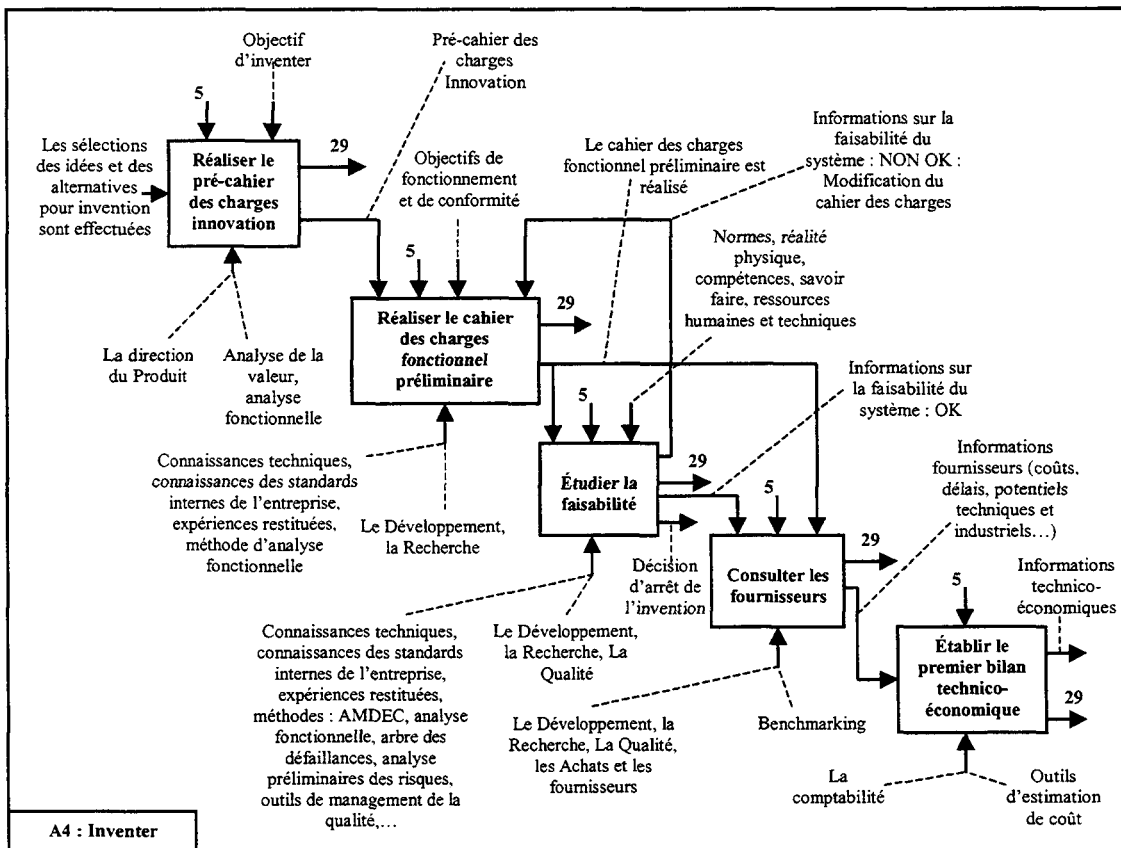 Objectif
d'inventer
Pré-cahier des
charges
Innovation
5
Les sélections
des idées et des
alternatives
pour invention
sont effectuées
Réaliser le
pré-cahier
des charges
innovation
29
Objectifs de
fonctionnement
et de conformité
Le cahier des charges
fonctionnel préliminaire est
réalisé
Informations sur la
faisabilité du
système : NON OK :
Modification du
cahier des charges
Normes, réalité
physique,
compétences, savoir
faire, ressources
humaines et techniques
5
La direction
du Produit
Analyse de la
valeur,
analyse
fonctionnelle
Réaliser le cahier
des charges
fonctionnel
préliminaire
29
Informations sur
la faisabilité du
système : OK
5
Connaissances techniques,
connaissances des standards
internes de l'entreprise,
expériences restituées,
méthode d'analyse
fonctionnelle
Le Développement,
la Recherche
Étudier la
faisabilité
29
Décision
d'arrêt de
l'invention
5
Informations
fournisseurs (coûts,
délais, potentiels
techniques et
industriels…)
Consulter les
fournisseurs
29
Informations
technico-
économiques
5
Connaissances techniques,
connaissances des standards
internes de l'entreprise,
expériences restituées,
méthodes : AMDEC, analyse
fonctionnelle, arbre des
défaillances, analyse
préliminaires des risques,
outils de management de la
qualité,…
Le Développement,
la Recherche, La
Qualité
Le Développement, la
Recherche, La Qualité,
les Achats et les
fournisseurs
Benchmarking
Établir le
premier bilan
technico-
économique
29
La
comptabilité
Outils
d'estimation
de coût
A4 : Inventer